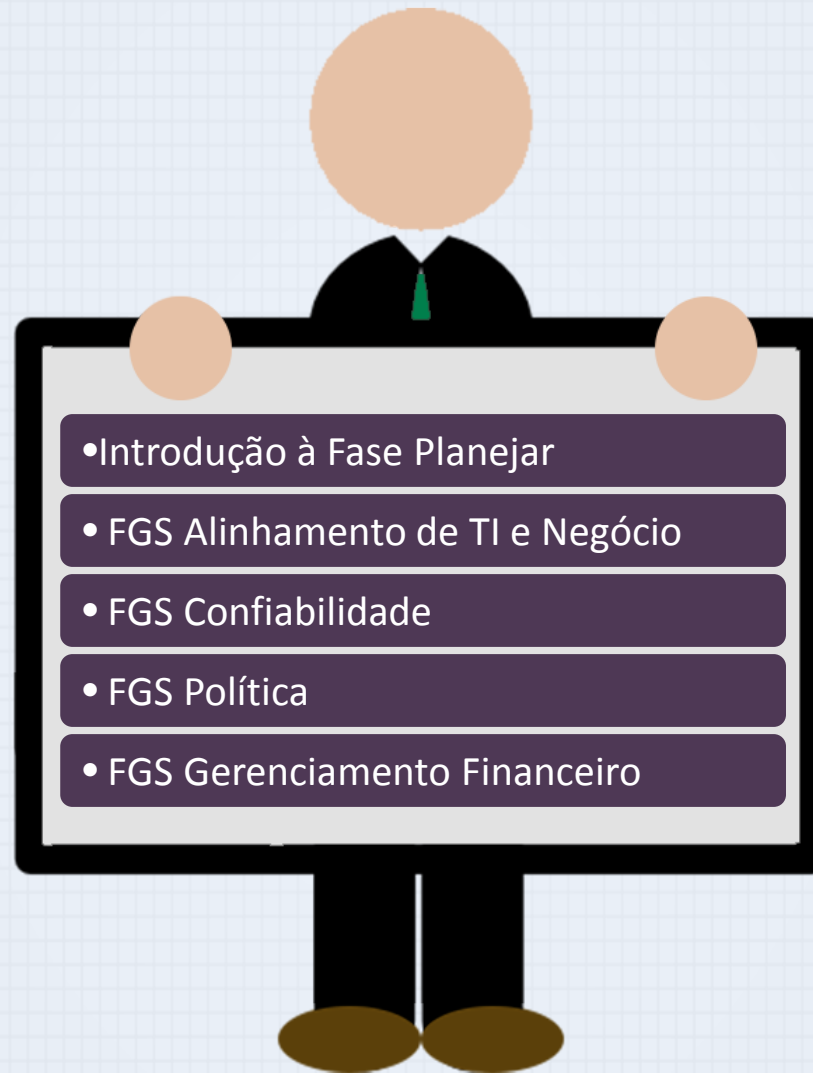 •Introdução à Fase Planejar
• FGS Alinhamento de TI e Negócio
• FGS Confiabilidade
• FGS Política
• FGS Gerenciamento Financeiro